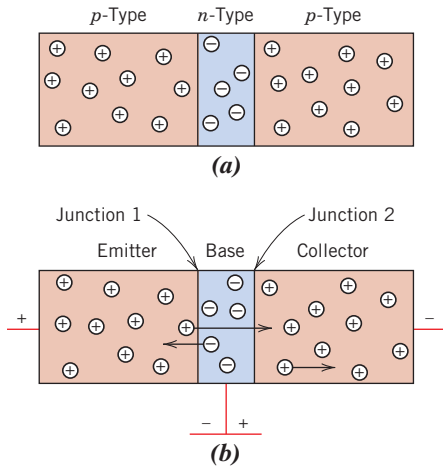 p-Type n-Type p-Type
(a)
Junction 1 Junction 2
Emitter Base Collector
+ –
– +
(b)